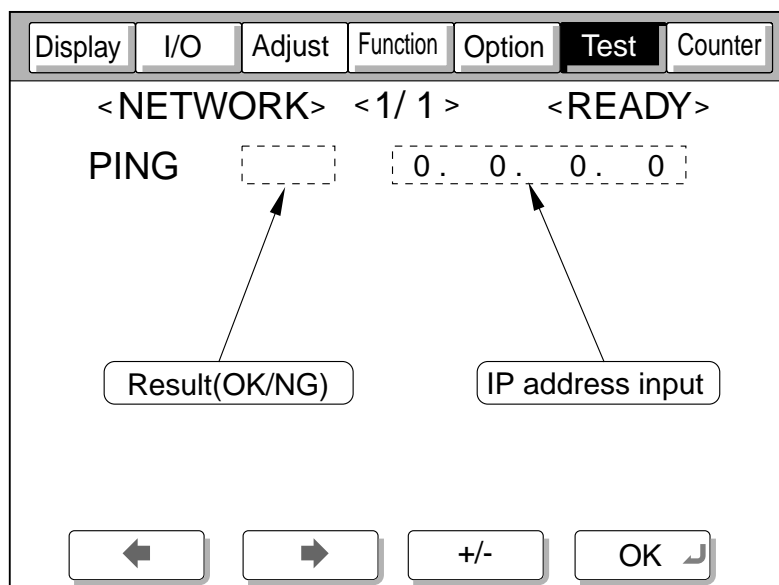 Display I/O Adjust Function Option Test Counter
<NETWORK> <1/ 1 > <READY>
PING 0. 0. 0. 0
Result(OK/NG) IP address input
+/- OK